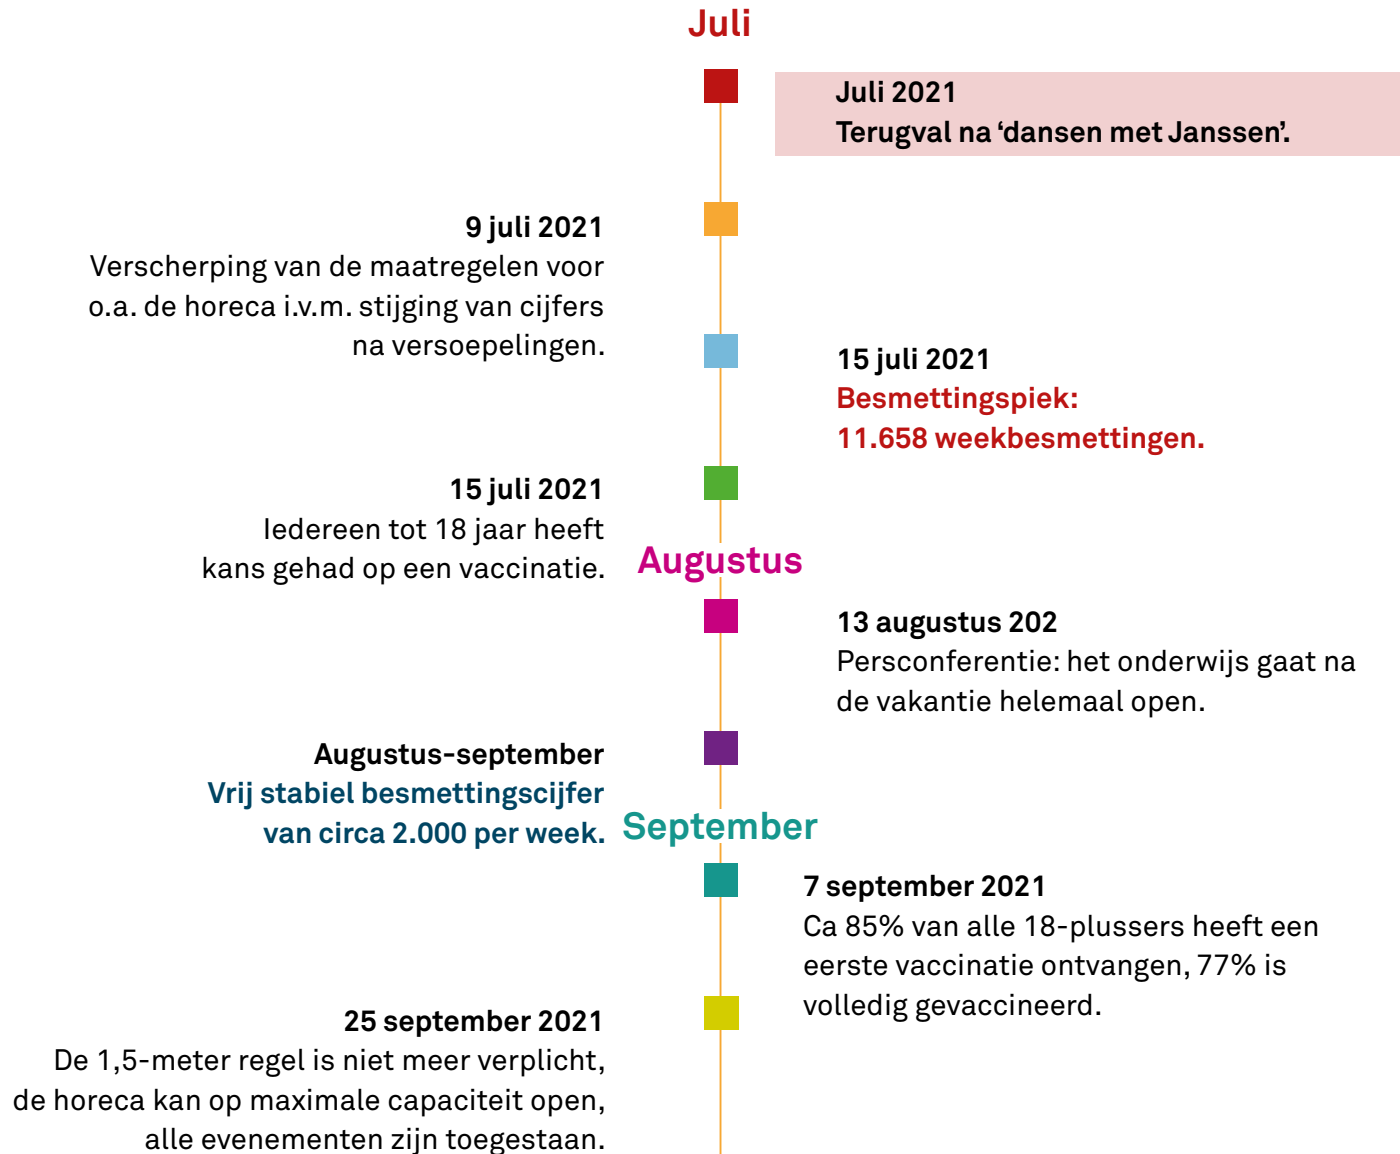 Juli
Juli 2021
Terugval na ‘dansen met Janssen’.
9 juli 2021
Verscherping van de maatregelen voor
o.a. de horeca i.v.m. stijging van cijfers
na versoepelingen.
15 juli 2021
Besmettingspiek:
11.658 weekbesmettingen.
15 juli 2021
Iedereen tot 18 jaar heeft
kans gehad op een vaccinatie.
Augustus
13 augustus 202
Persconferentie: het onderwijs gaat na
de vakantie helemaal open.
Augustus-september
Vrij stabiel besmettingscijfer
van circa 2.000 per week.
September
7 september 2021
Ca 85% van alle 18-plussers heeft een
eerste vaccinatie ontvangen, 77% is
volledig gevaccineerd.
25 september 2021
De 1,5-meter regel is niet meer verplicht,
de horeca kan op maximale capaciteit open,
alle evenementen zijn toegestaan.